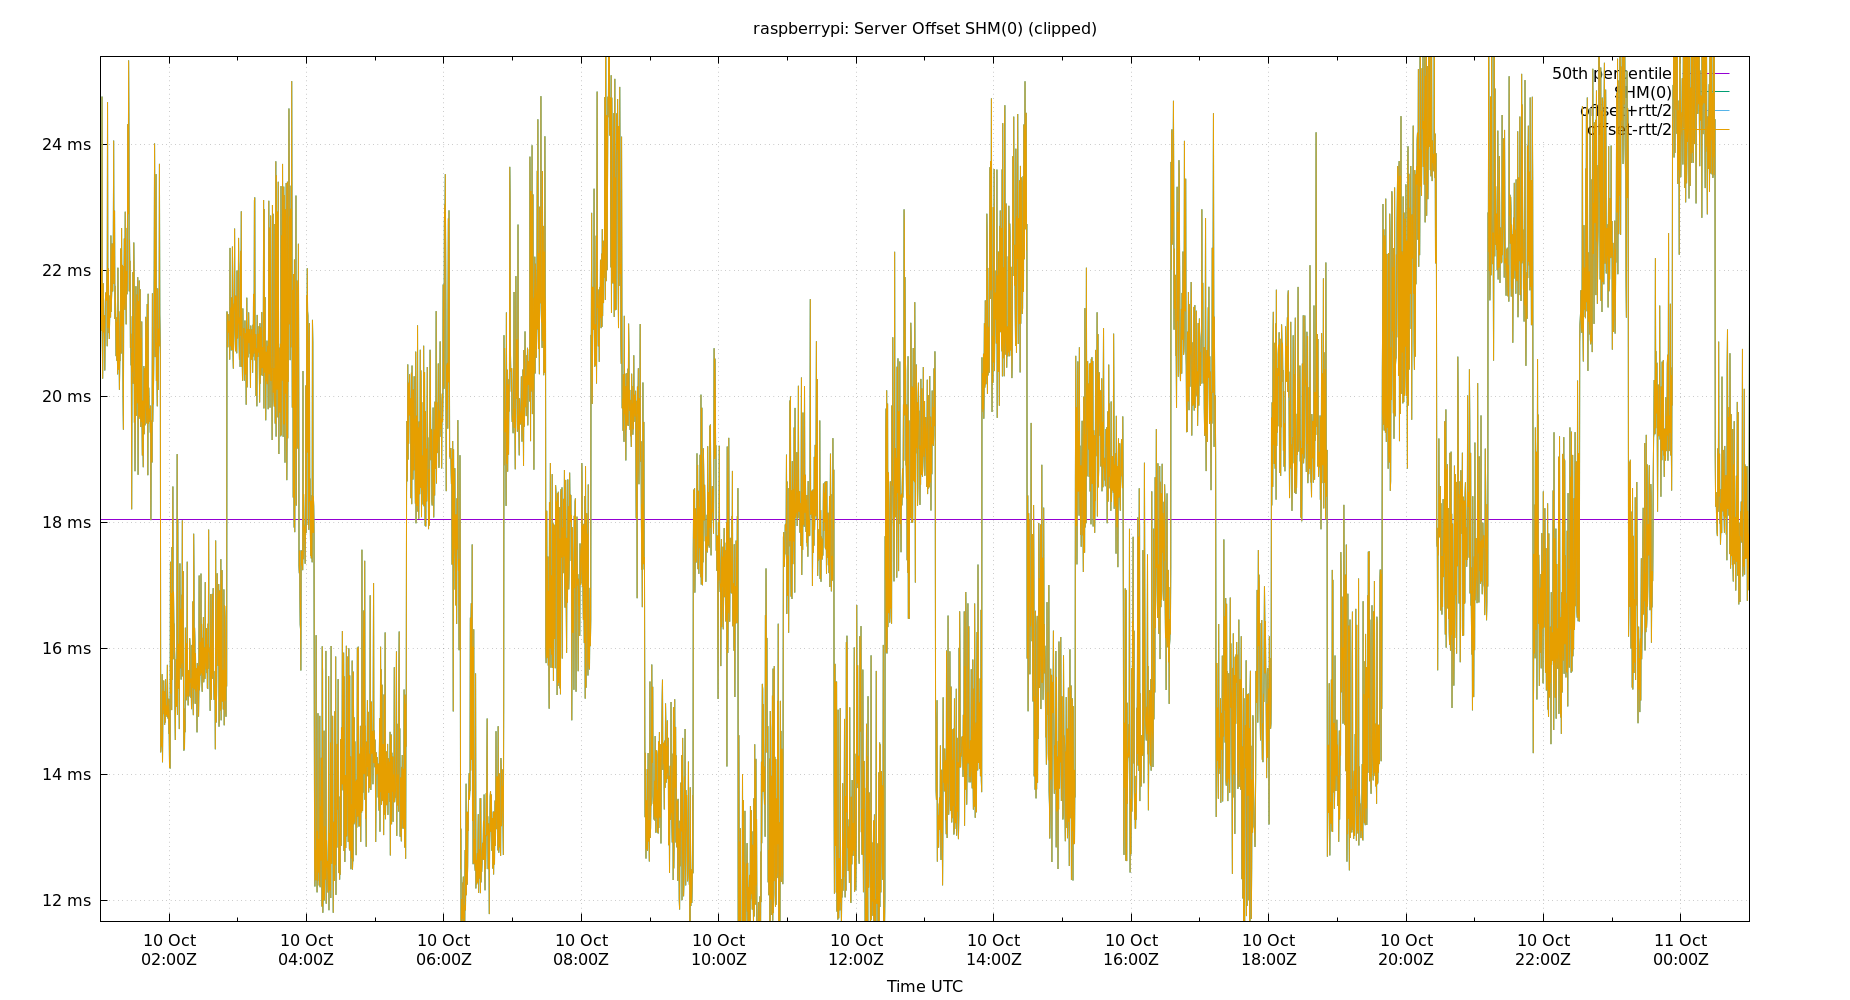 raspberrypi: Server Offset SHM(0) (clipped)
50th percentile
SHM(0)
offset+rtt/2
offset-rtt/2
24 ms
22 ms
20 ms
18 ms
16 ms
14 ms
12 ms
10 Oct 10 Oct 10 Oct 10 Oct 10 Oct 10 Oct 10 Oct 10 Oct 10 Oct 10 Oct 10 Oct 11 Oct
02:00Z 04:00Z 06:00Z 08:00Z 10:00Z 12:00Z 14:00Z 16:00Z 18:00Z 20:00Z 22:00Z 00:00Z
Time UTC